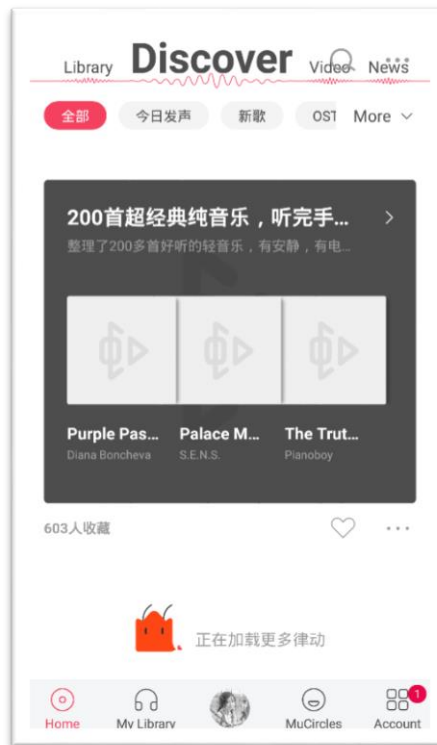 Library Discover Video News
全部 今日发声 新歌 OST More
200首超经典纯音乐，听完手...
整理了200多首好听的轻音乐，有安静，有电...
Purple Pas... Palace M... The Trut...
Diana Boncheva S.E.N.S. Pianoboy
603人收藏
正在加载更多律动
1
Home My Library MuCircles Account